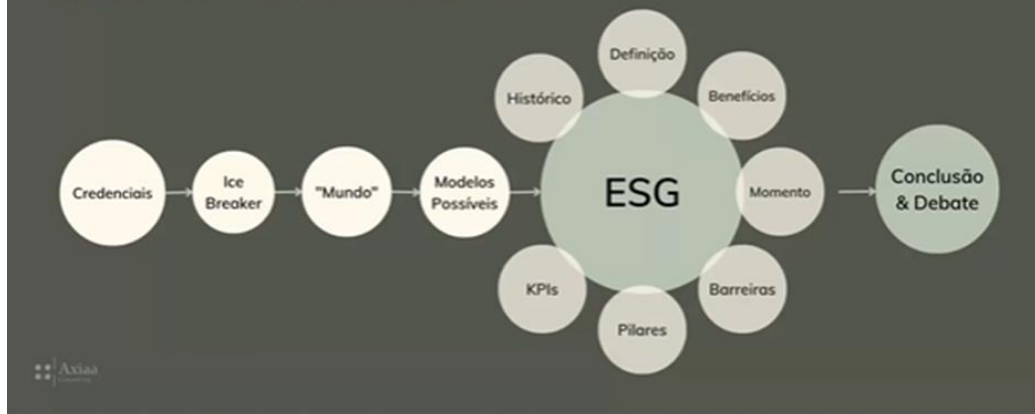 Credenciais
Ice
Breaker
"Mundo"
Modelos
Possíveis
ESG
Histórico
Definição
Benefícios
Momento
Barreiras
Pilares
KPIs
Conclusão
& Debate
Axiaa